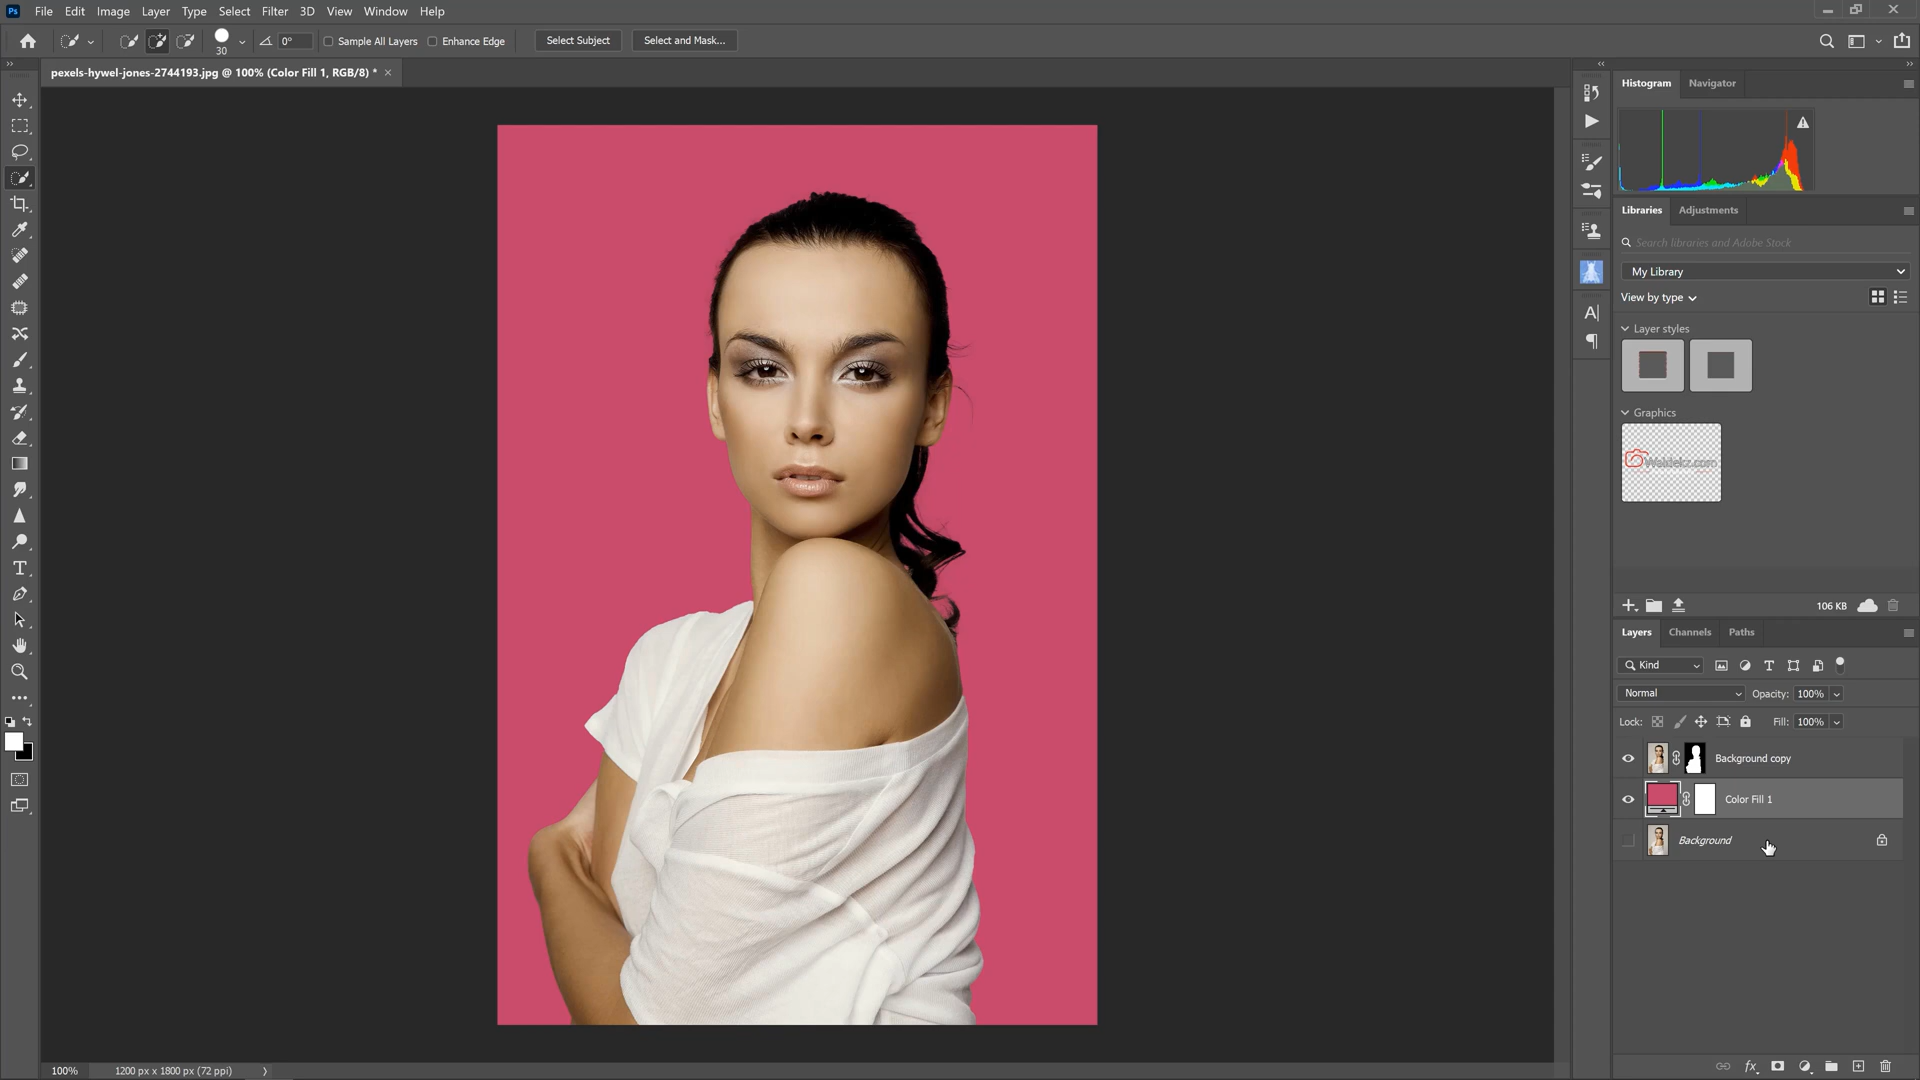 Ps File Edit Image Layer Type Select Filter 3D View Window Help
30 0° Sample All Layers Enhance Edge Select Subject Select and Mask...
pexels-hywel-jones-2744193.jpg @ 100% (Color Fill 1, RGB/8) * ×
Histogram Navigator
Libraries Adjustments
Search libraries and Adobe Stock
My Library
View by type
Layer styles
Graphics
Waldekz.com
106 KB
Layers Channels Paths
Kind
Normal Opacity: 100%
Lock: Fill: 100%
Background copy
Color Fill 1
Background
100% 1200 px x 1800 px (72 ppi)
fx